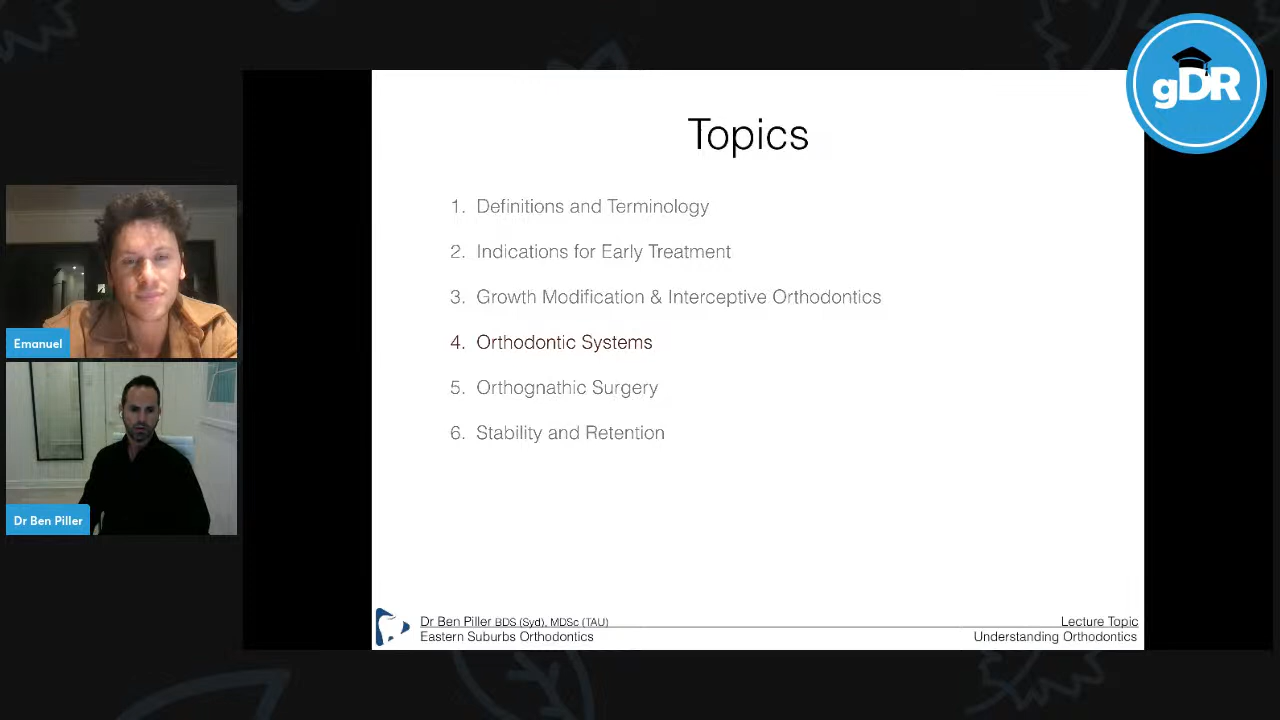 gDR
Topics
1. Definitions and Terminology
2. Indications for Early Treatment
3. Growth Modification & Interceptive Orthodontics
4. Orthodontic Systems
5. Orthognathic Surgery
6. Stability and Retention
Emanuel
Dr Ben Piller
Dr Ben Piller BDS (Syd), MDSc (TAU)
Eastern Suburbs Orthodontics
Lecture Topic
Understanding Orthodontics